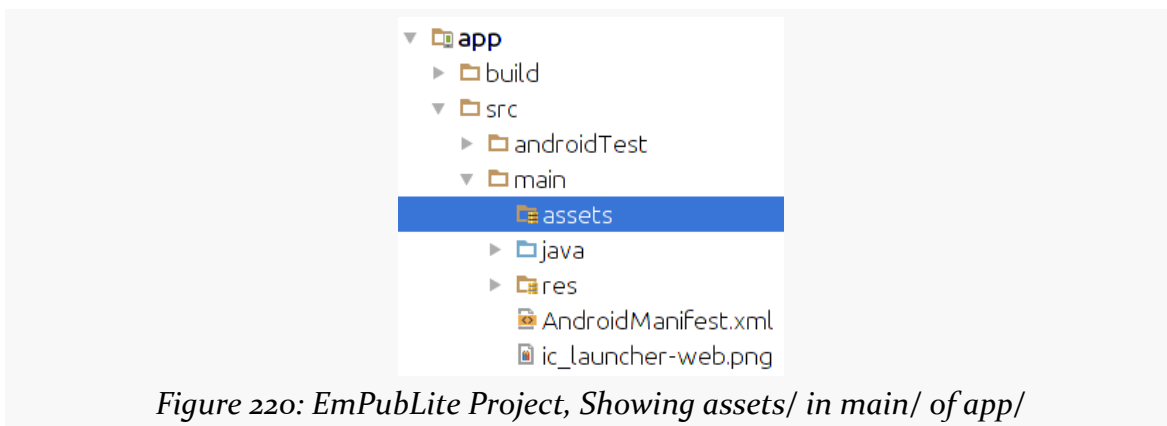 app
build
src
androidTest
main
assets
java
res
AndroidManifest.xml
ic_launcher-web.png
Figure 220: EmPubLite Project, Showing assets/ in main/ of app/